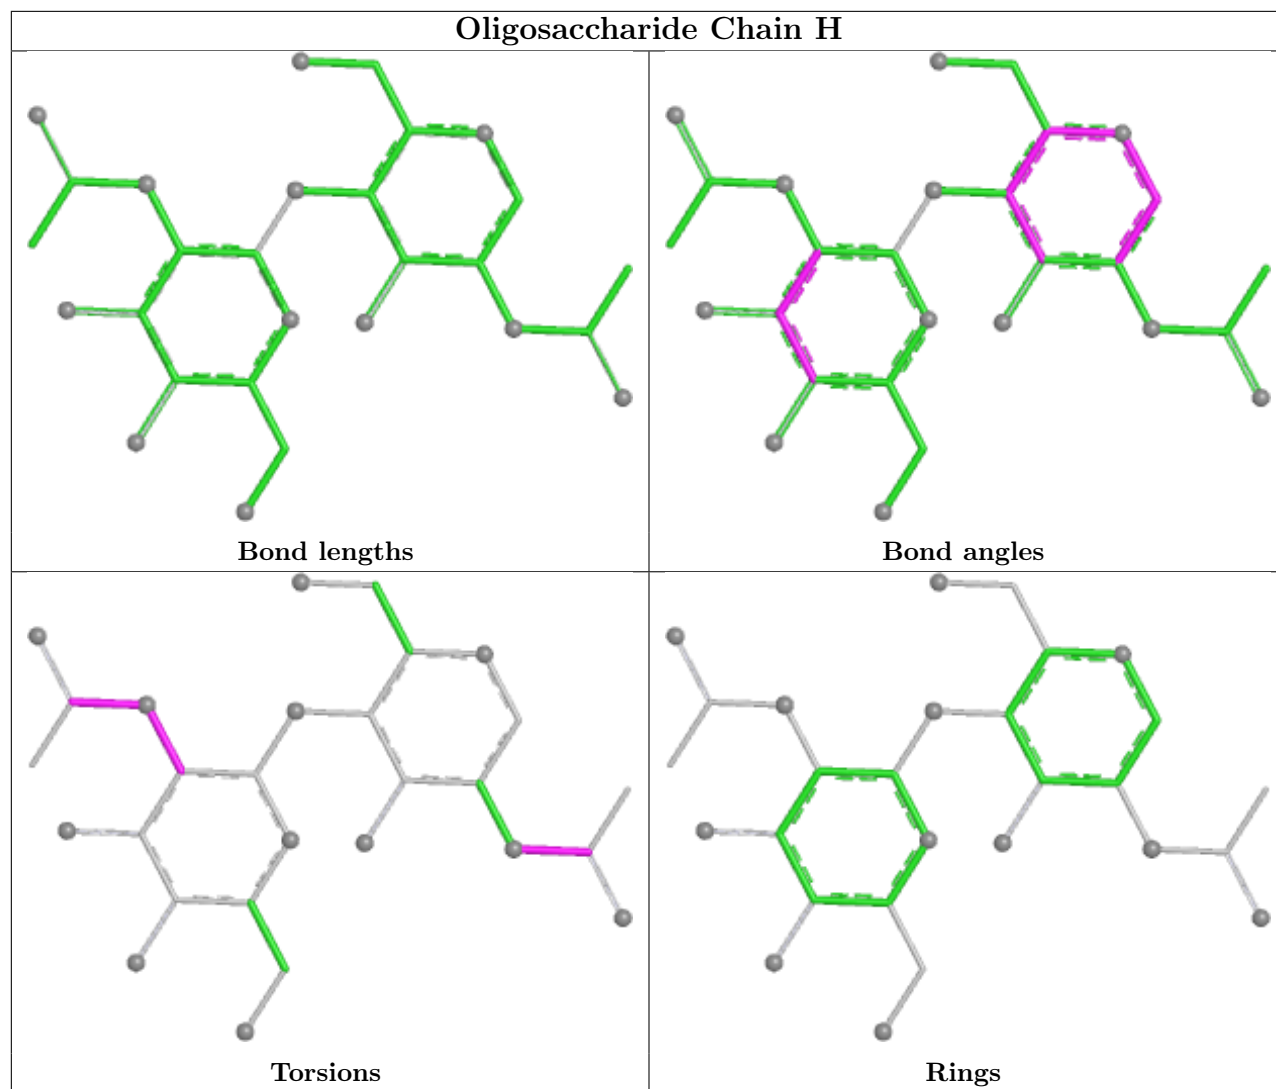 Oligosaccharide Chain H
Bond lengths
Bond angles
Torsions
Rings